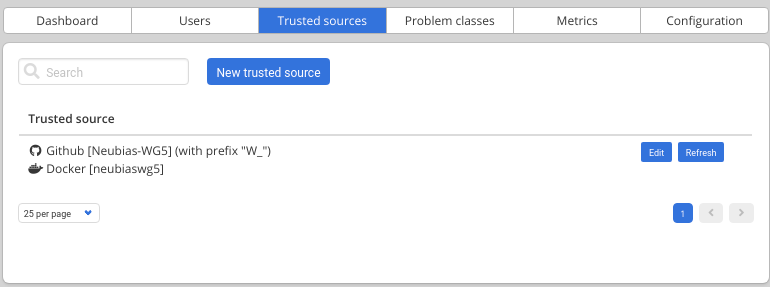 Dashboard Users Trusted sources Problem classes Metrics Configuration
Search New trusted source
Trusted source
Github [Neubias-WG5] (with prefix "W_") Edit Refresh
Docker [neubiaswg5]
25 per page 1